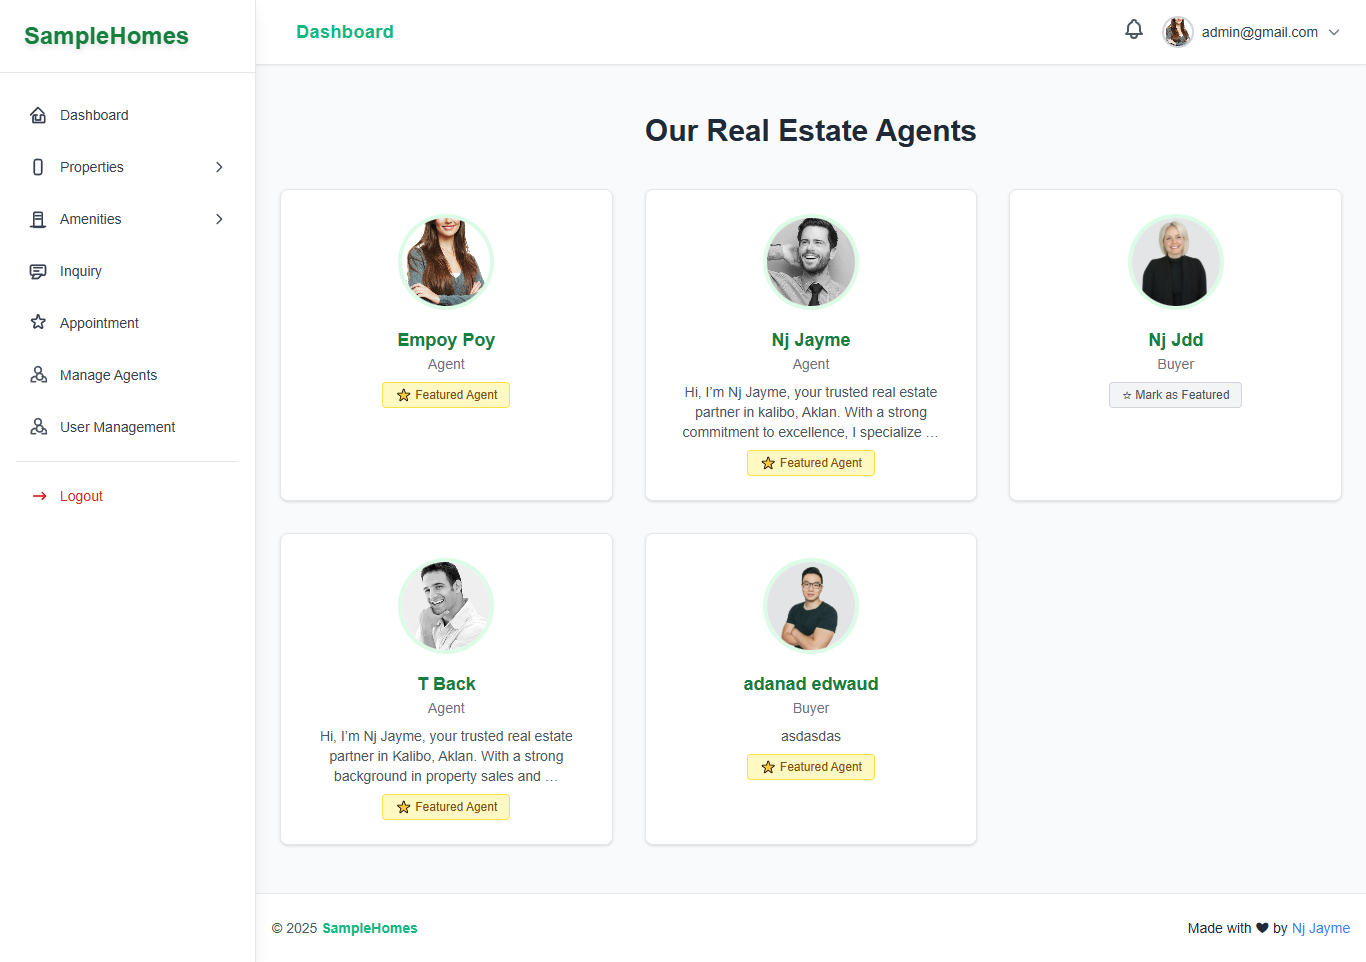 SampleHomes
Dashboard
admin@gmail.com
Dashboard
Properties
Amenities
Inquiry
Appointment
Manage Agents
User Management
Logout
Our Real Estate Agents
Empoy Poy
Agent
Featured Agent
Nj Jayme
Agent
Hi, I’m Nj Jayme, your trusted real estate
partner in kalibo, Aklan. With a strong
commitment to excellence, I specialize …
Featured Agent
Nj Jdd
Buyer
☆ Mark as Featured
T Back
Agent
Hi, I’m Nj Jayme, your trusted real estate
partner in Kalibo, Aklan. With a strong
background in property sales and …
Featured Agent
adanad edwaud
Buyer
asdasdas
Featured Agent
© 2025 SampleHomes
Made with ♥ by Nj Jayme